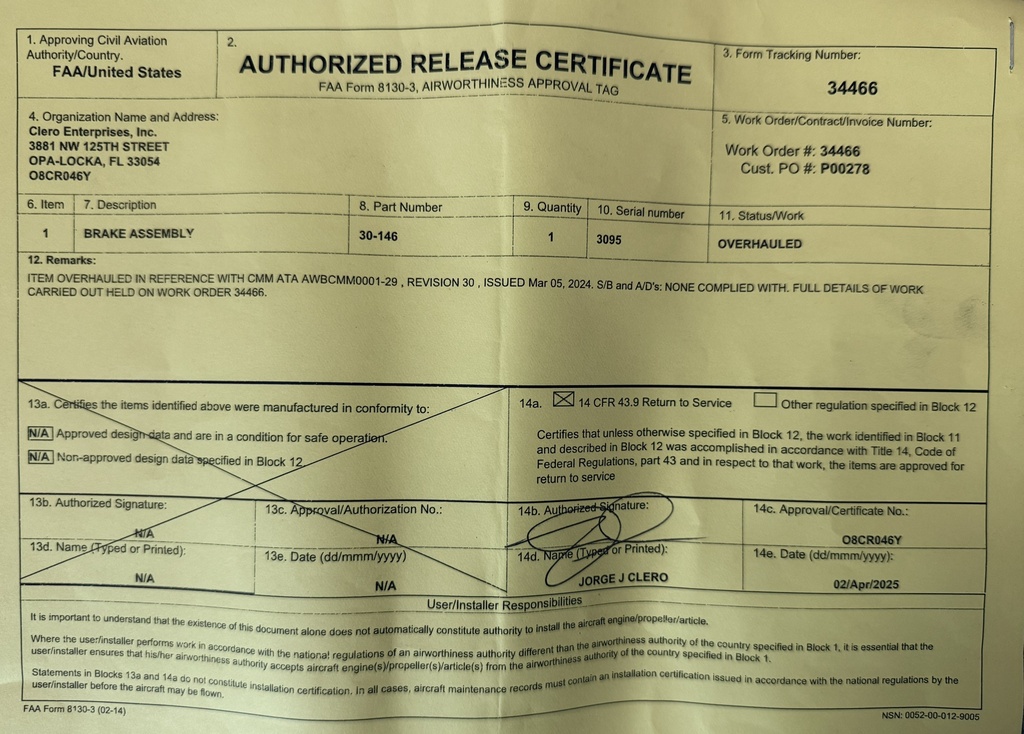 1. Approving Civil Aviation
Authority/Country.
FAA/United States
2.
AUTHORIZED RELEASE CERTIFICATE
FAA Form 8130-3, AIRWORTHINESS APPROVAL TAG
3. Form Tracking Number:
34466
4. Organization Name and Address:
Clero Enterprises, Inc.
3881 NW 125TH STREET
OPA-LOCKA, FL 33054
O8CR046Y
5. Work Order/Contract/Invoice Number:
Work Order #: 34466
Cust. PO #: P00278
6. Item
7. Description
8. Part Number
9. Quantity
10. Serial number
11. Status/Work
1
BRAKE ASSEMBLY
30-146
1
3095
OVERHAULED
12. Remarks:
ITEM OVERHAULED IN REFERENCE WITH CMM ATA AWBCMM0001-29 , REVISION 30 , ISSUED Mar 05, 2024. S/B and A/D's: NONE COMPLIED WITH. FULL DETAILS OF WORK
CARRIED OUT HELD ON WORK ORDER 34466.
13a. Certifies the items identified above were manufactured in conformity to:
N/A Approved design data and are in a condition for safe operation.
N/A Non-approved design data specified in Block 12.
14a. 14 CFR 43.9 Return to Service Other regulation specified in Block 12
Certifies that unless otherwise specified in Block 12, the work identified in Block 11
and described in Block 12 was accomplished in accordance with Title 14, Code of
Federal Regulations, part 43 and in respect to that work, the items are approved for
return to service
13b. Authorized Signature:
N/A
13c. Approval/Authorization No.:
N/A
14b. Authorized Signature:
14c. Approval/Certificate No.:
O8CR046Y
13d. Name (Typed or Printed):
N/A
13e. Date (dd/mmm/yyyy)
N/A
14d. Name (Typed or Printed):
JORGE J CLERO
14e. Date (dd/mmm/yyyy):
02/Apr/2025
User/Installer Responsibilities
It is important to understand that the existence of this document alone does not automatically constitute authority to install the aircraft engine/propeller/article.
Where the user/installer performs work in accordance with the national regulations of an airworthiness authority different than the airworthiness authority of the country specified in Block 1, it is essential that the
user/installer ensures that his/her airworthiness authority accepts aircraft engine(s)/propeller(s)/article(s) from the airworthiness authority of the country specified in Block 1.
Statements in Blocks 13a and 14a do not constitute installation certification. In all cases, aircraft maintenance records must contain an installation certification issued in accordance with the national regulations by the
user/installer before the aircraft may be flown.
FAA Form 8130-3 (02-14)
NSN: 0052-00-012-9005